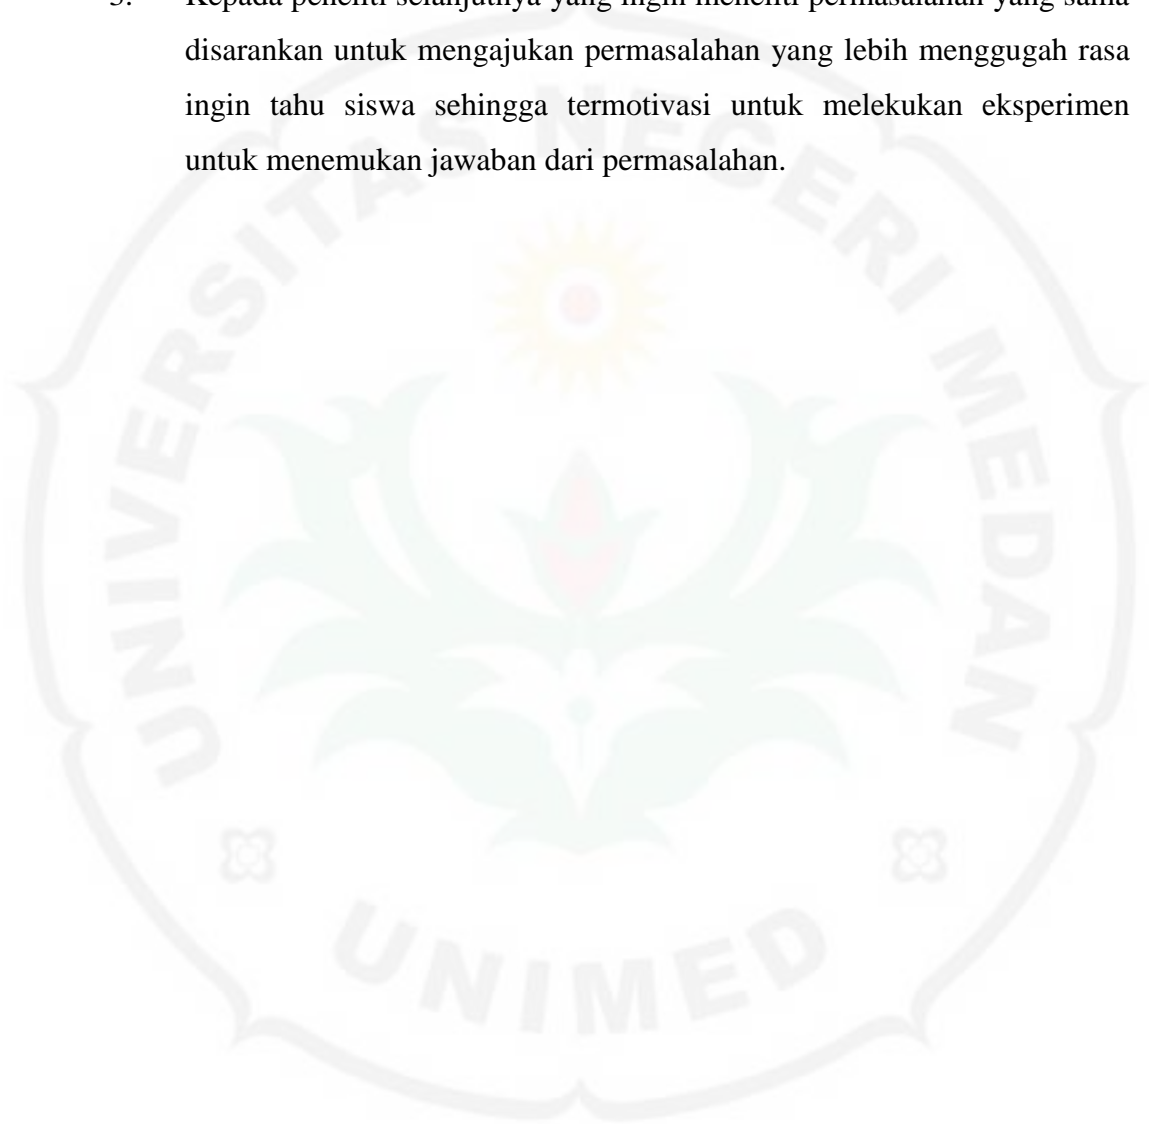 Kepada peneliti selanjutnya yang ingin meneliti permasalahan yang sama
disarankan untuk mengajukan permasalahan yang lebih menggugah rasa
ingin tahu siswa sehingga termotivasi untuk melekukan eksperimen
untuk menemukan jawaban dari permasalahan.
UNIVERSITAS NEGERI MEDAN
UNIMED